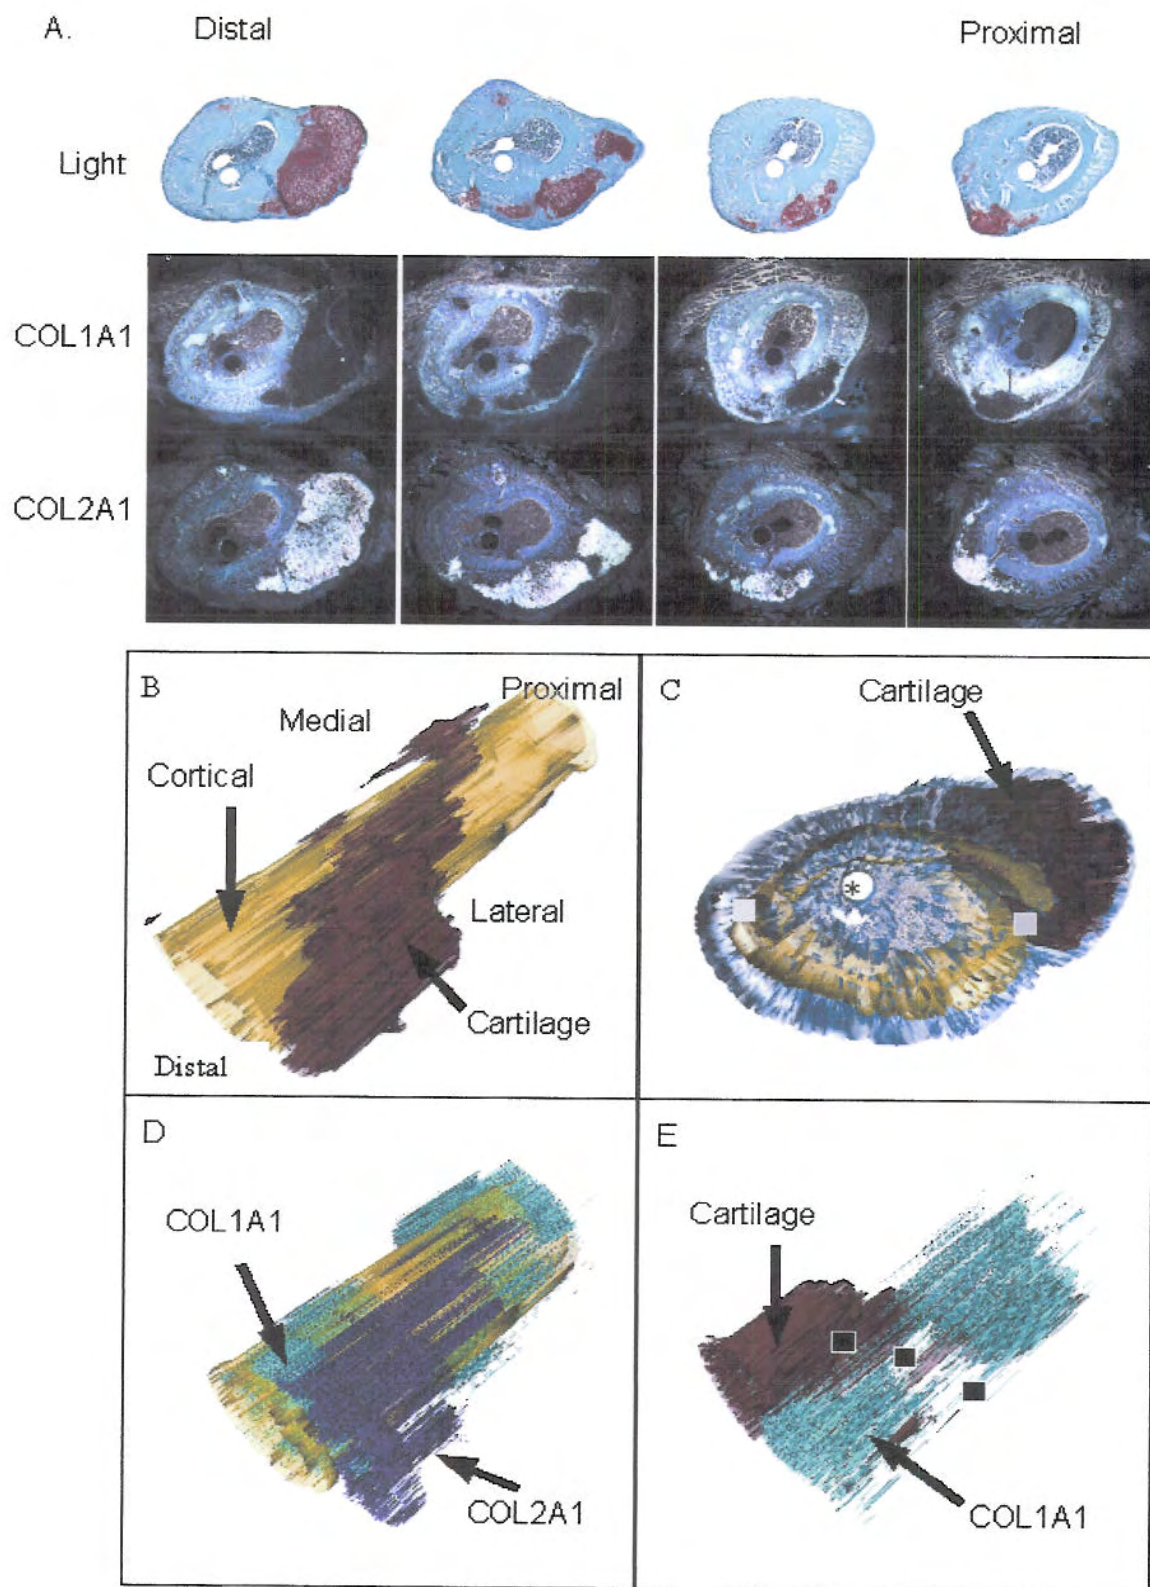 A.
Distal
Proximal
Light
COL1A1
COL2A1
B
Proximal
Medial
Cortical
Lateral
Cartilage
Distal
C
Cartilage
*
D
COL1A1
COL2A1
E
Cartilage
COL1A1